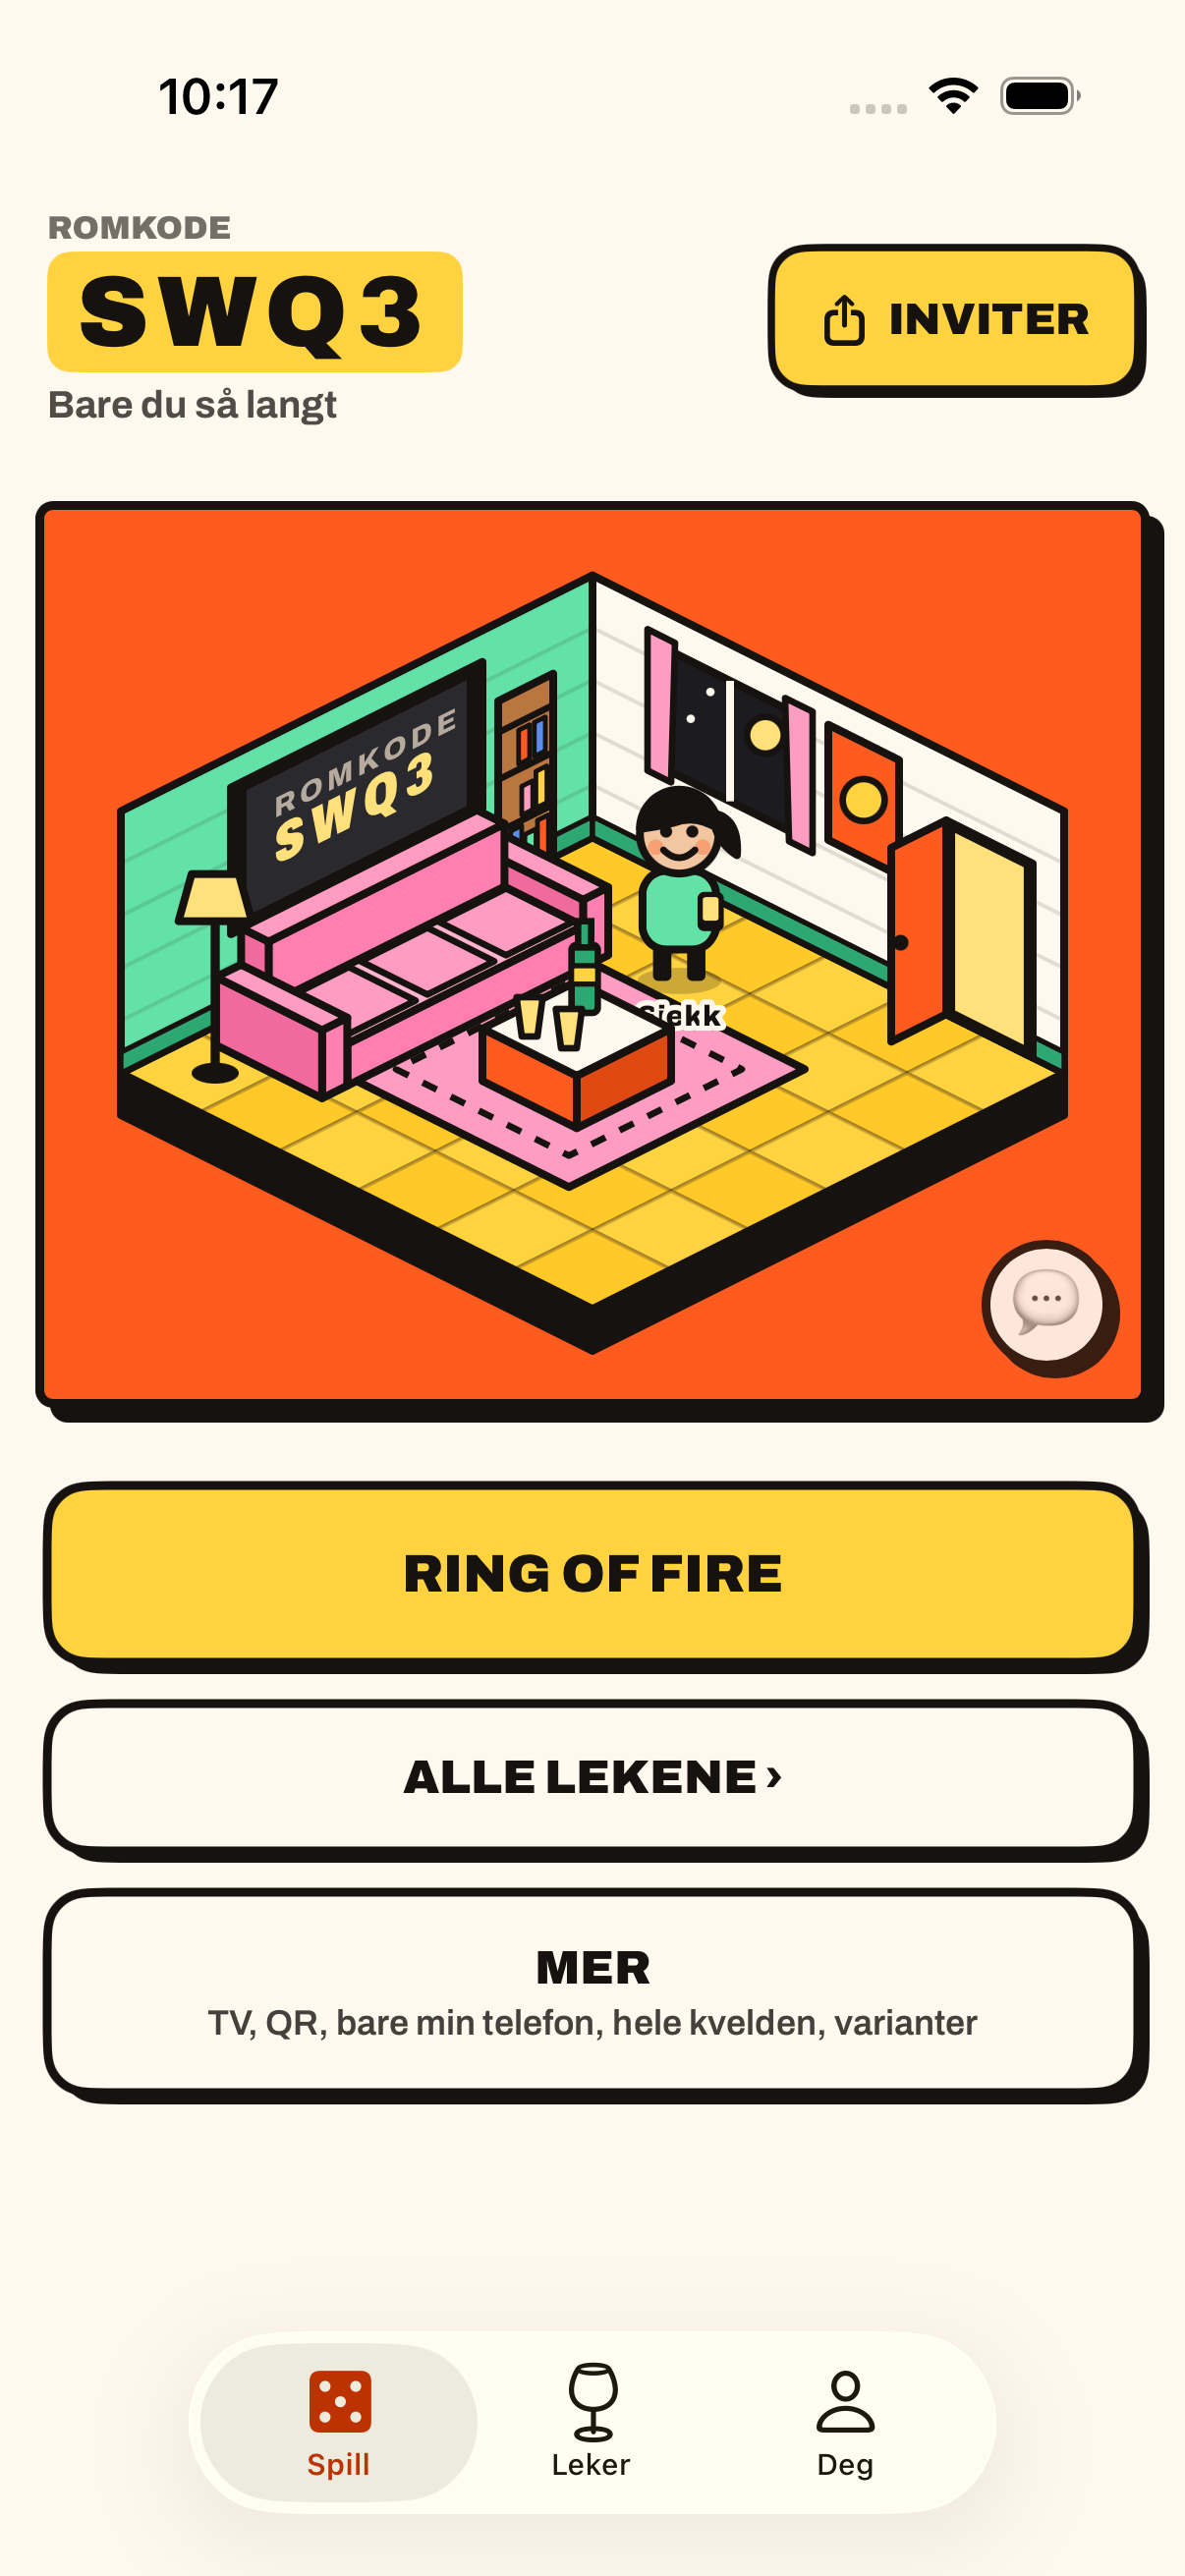 10:17
ROMKODE
SWQ3
Bare du så langt
INVITER
ROMKODE
SWQ3
RING OF FIRE
ALLE LEKENE ›
MER
TV, QR, bare min telefon, hele kvelden, varianter
Spill
Leker
Deg